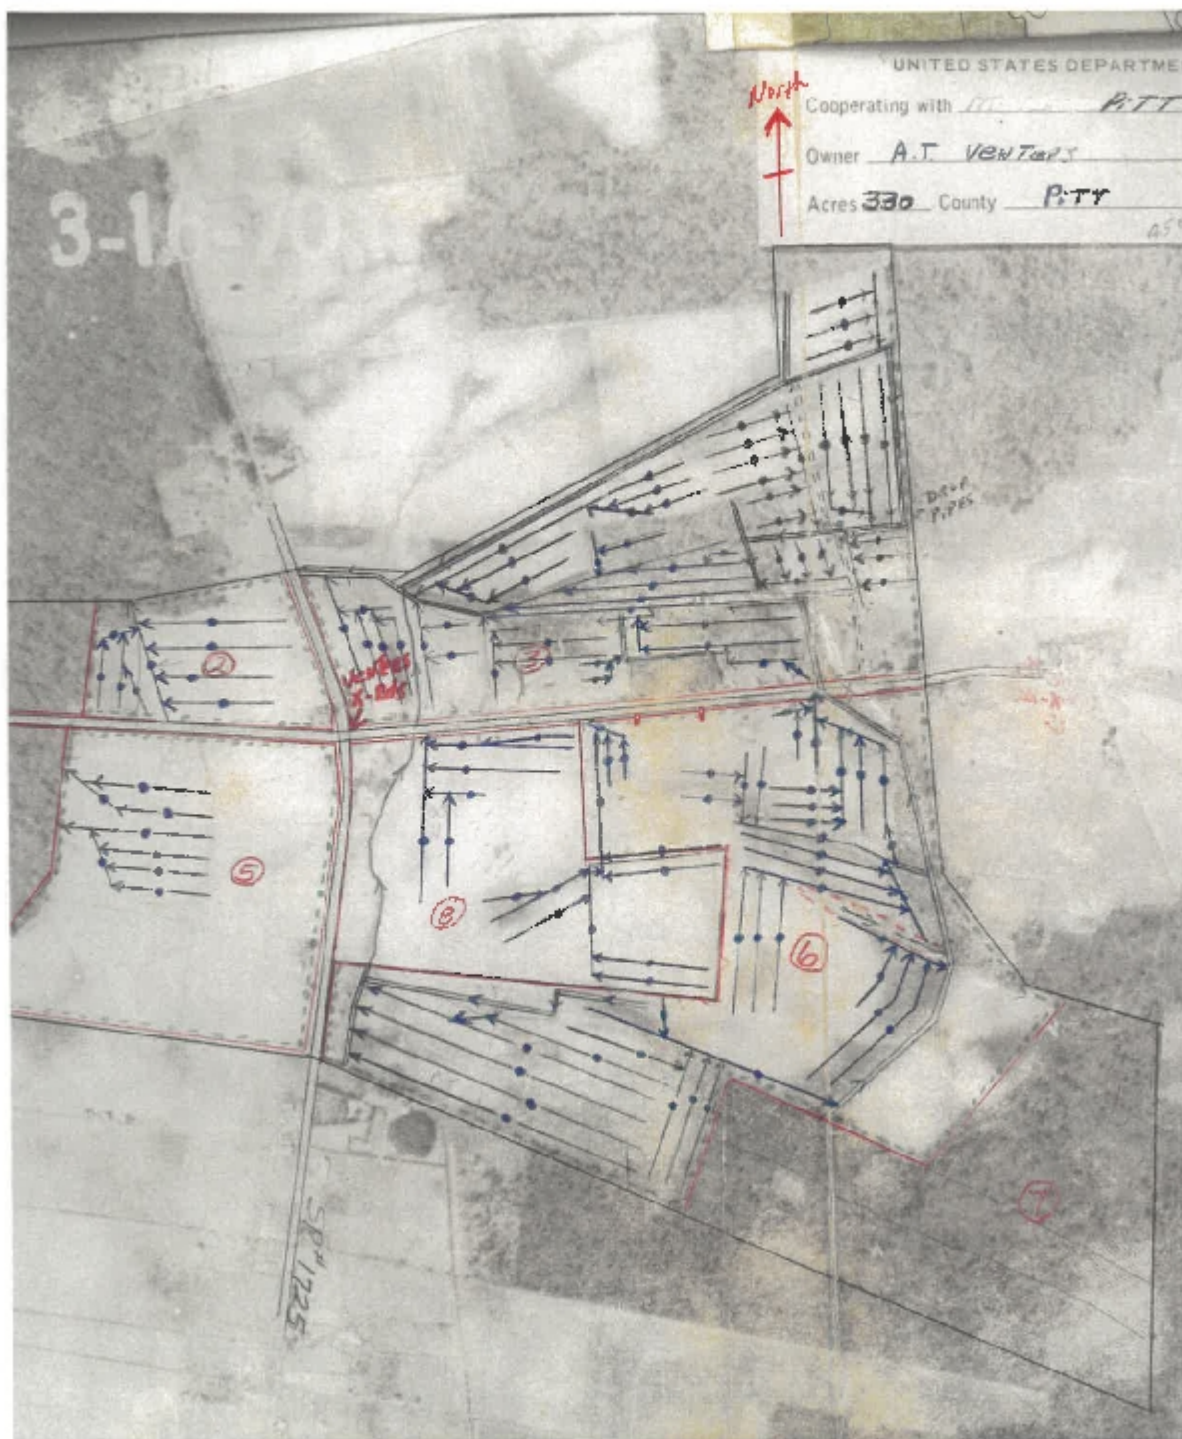 UNITED STATES DEPARTME
North
Cooperating with PITT
Owner A.T. VENTERS
Acres 330 County PITT
3-1
DROP
PIPES
2
3
VENTERS
5
8
6
7
SR# 1725